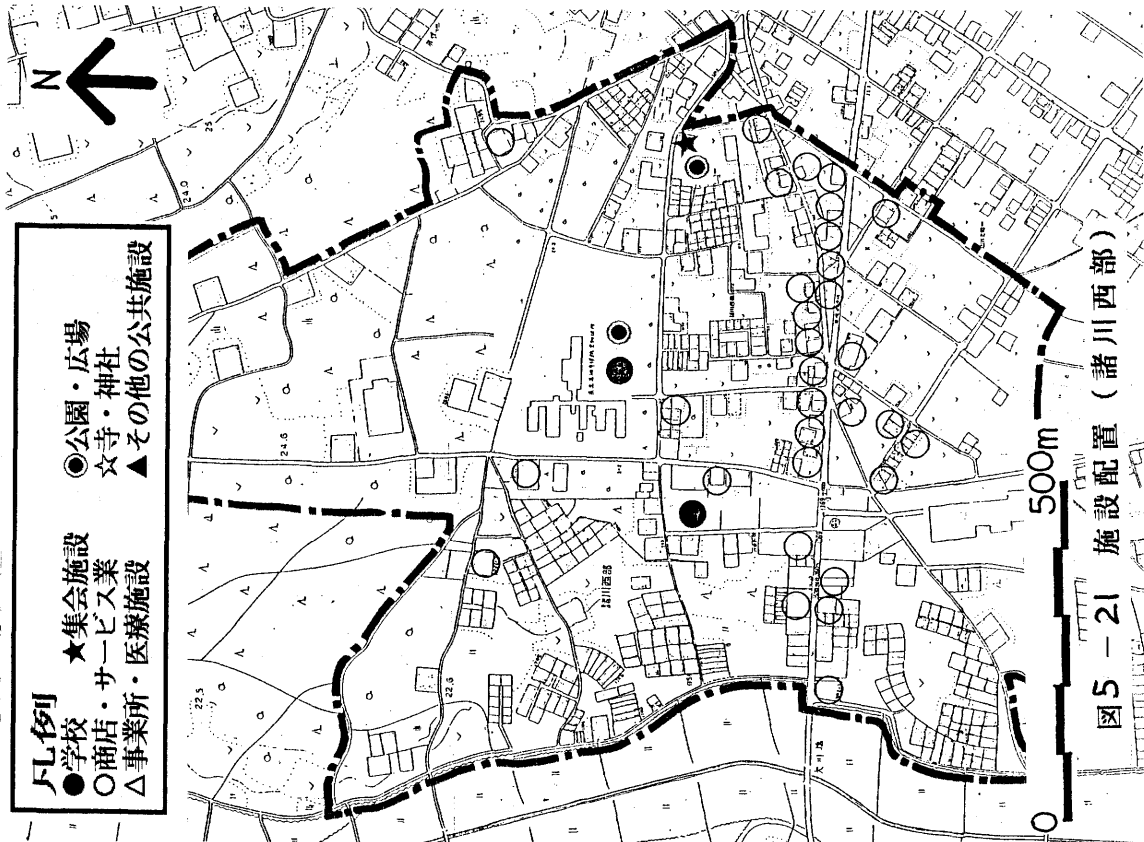 N
凡例
●学校 ★集会施設 ◉公園・広場
○商店・サービス業 ☆寺・神社
△事業所・医療施設 ▲その他の公共施設
24.0
25
24.6
22.5
22.6
諸川西部
0 500m
図5-21 施設配置(諸川西部)